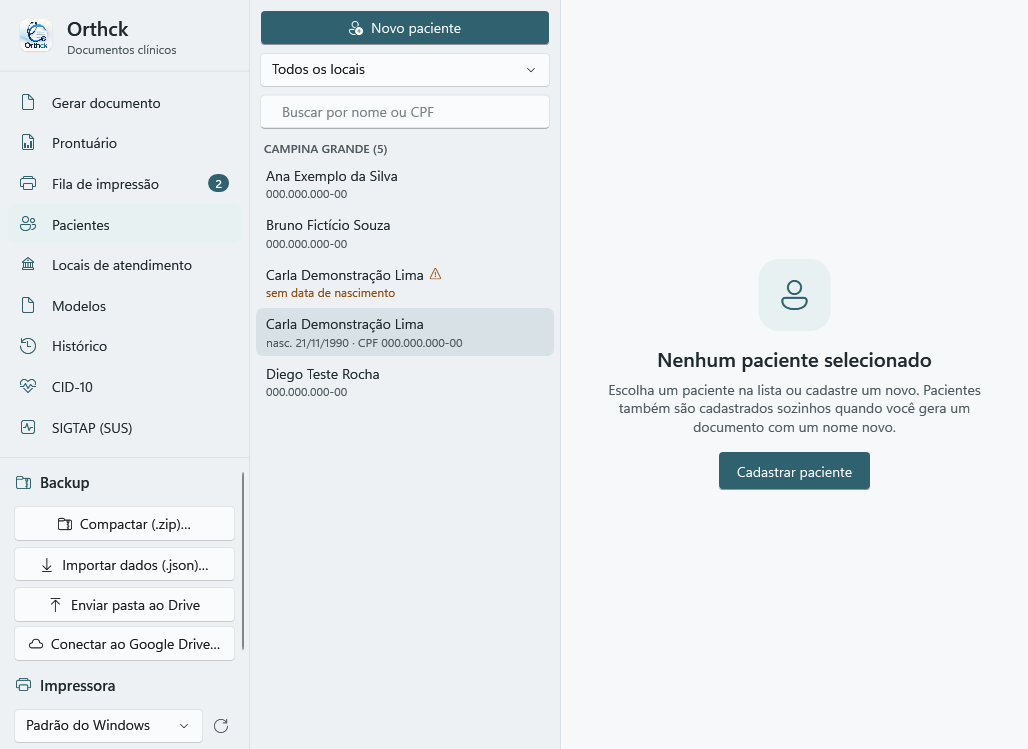 Orthck
Orthck
Documentos clínicos
Gerar documento
Prontuário
Fila de impressão
2
Pacientes
Locais de atendimento
Modelos
Histórico
CID-10
SIGTAP (SUS)
Backup
Compactar (.zip)...
Importar dados (.json)...
Enviar pasta ao Drive
Conectar ao Google Drive...
Impressora
Padrão do Windows
Novo paciente
Todos os locais
Buscar por nome ou CPF
CAMPINA GRANDE (5)
Ana Exemplo da Silva
000.000.000-00
Bruno Fictício Souza
000.000.000-00
Carla Demonstração Lima
sem data de nascimento
Carla Demonstração Lima
nasc. 21/11/1990 · CPF 000.000.000-00
Diego Teste Rocha
000.000.000-00
Nenhum paciente selecionado
Escolha um paciente na lista ou cadastre um novo. Pacientes
também são cadastrados sozinhos quando você gera um
documento com um nome novo.
Cadastrar paciente